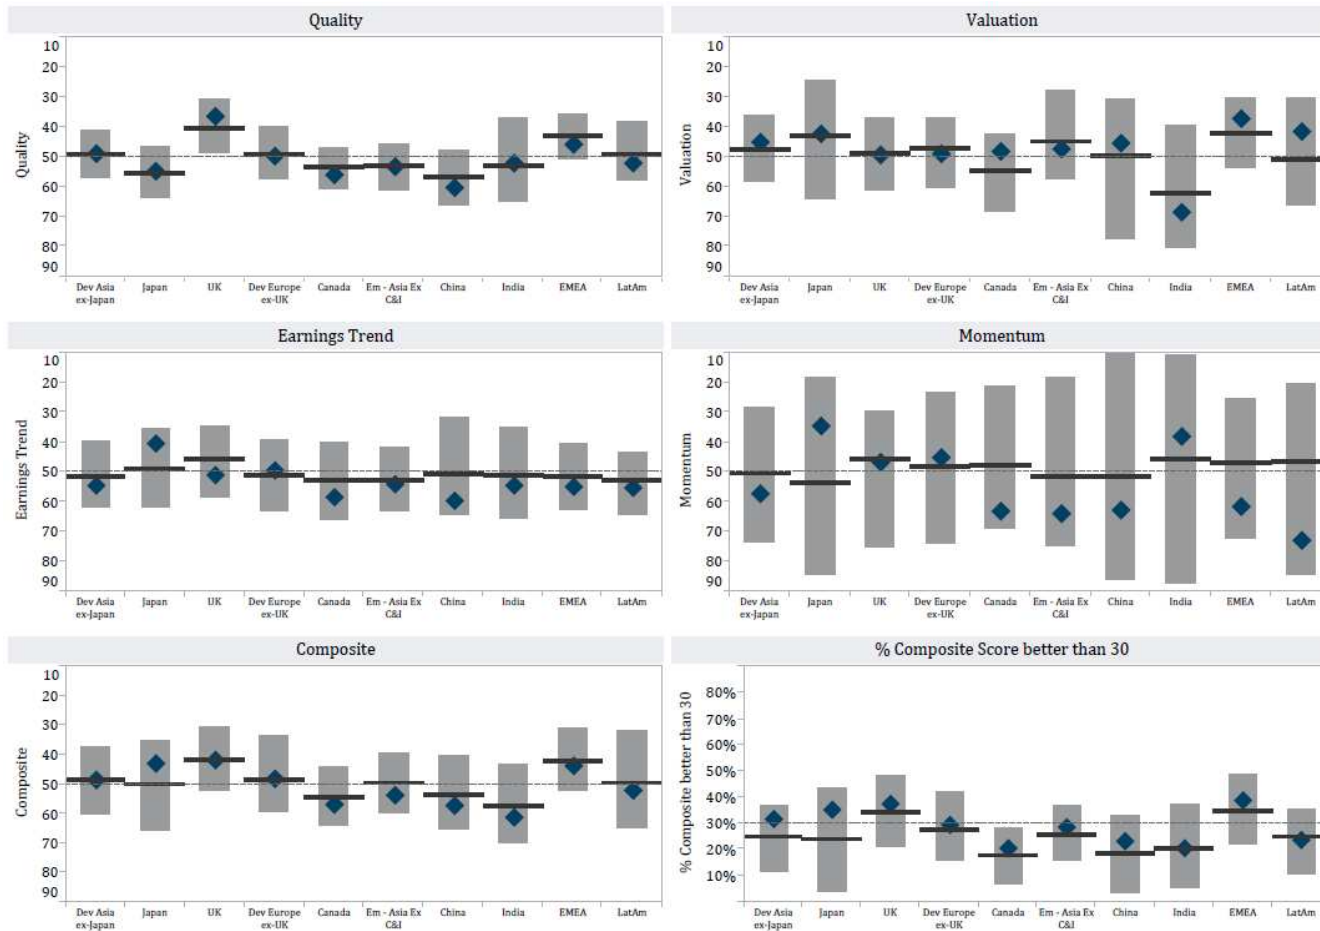 Quality
Quality
10
20
30
40
50
60
70
80
90
Dev Asia
ex-Japan
Japan
UK
Dev Europe
ex-UK
Canada
Em - Asia Ex
C&I
China
India
EMEA
LatAm
Valuation
Valuation
10
20
30
40
50
60
70
80
90
Dev Asia
ex-Japan
Japan
UK
Dev Europe
ex-UK
Canada
Em - Asia Ex
C&I
China
India
EMEA
LatAm
Earnings Trend
Earnings Trend
10
20
30
40
50
60
70
80
90
Dev Asia
ex-Japan
Japan
UK
Dev Europe
ex-UK
Canada
Em - Asia Ex
C&I
China
India
EMEA
LatAm
Momentum
Momentum
10
20
30
40
50
60
70
80
90
Dev Asia
ex-Japan
Japan
UK
Dev Europe
ex-UK
Canada
Em - Asia Ex
C&I
China
India
EMEA
LatAm
Composite
Composite
10
20
30
40
50
60
70
80
90
Dev Asia
ex-Japan
Japan
UK
Dev Europe
ex-UK
Canada
Em - Asia Ex
C&I
China
India
EMEA
LatAm
% Composite Score better than 30
% Composite better than 30
80%
70%
60%
50%
40%
30%
20%
10%
Dev Asia
ex-Japan
Japan
UK
Dev Europe
ex-UK
Canada
Em - Asia Ex
C&I
China
India
EMEA
LatAm